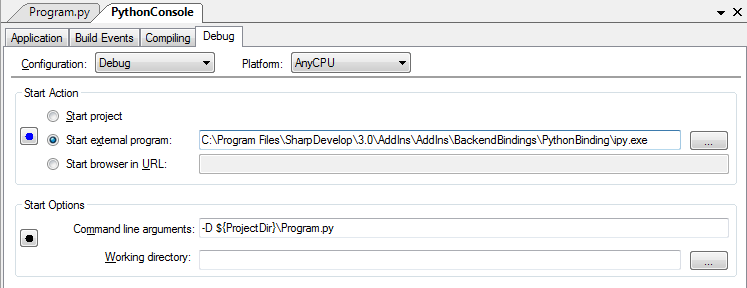 Program.py PythonConsole
Application Build Events Compiling Debug
Configuration: Debug Platform: AnyCPU
Start Action
Start project
Start external program: C:\Program Files\SharpDevelop\3.0\AddIns\AddIns\BackendBindings\PythonBinding\ipy.exe ...
Start browser in URL:
Start Options
Command line arguments: -D ${ProjectDir}\Program.py
Working directory: ...